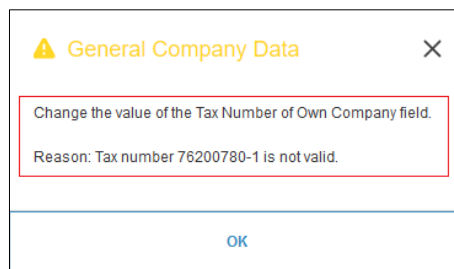 General Company Data
Change the value of the Tax Number of Own Company field.
Reason: Tax number 76200780-1 is not valid.
OK